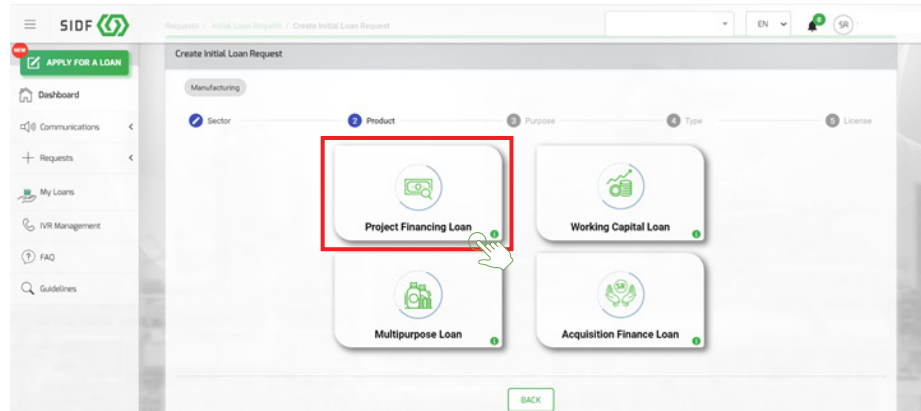 SIDF
Requests / Initial Loan Request / Create Initial Loan Request
EN
SR
NEW
APPLY FOR A LOAN
Create Initial Loan Request
Dashboard
Manufacturing
Communications
Sector
2 Product
3 Purpose
4 Type
5 License
Requests
My Loans
IVR Management
FAQ
Guidelines
Project Financing Loan
Working Capital Loan
SR
Multipurpose Loan
Acquisition Finance Loan
BACK